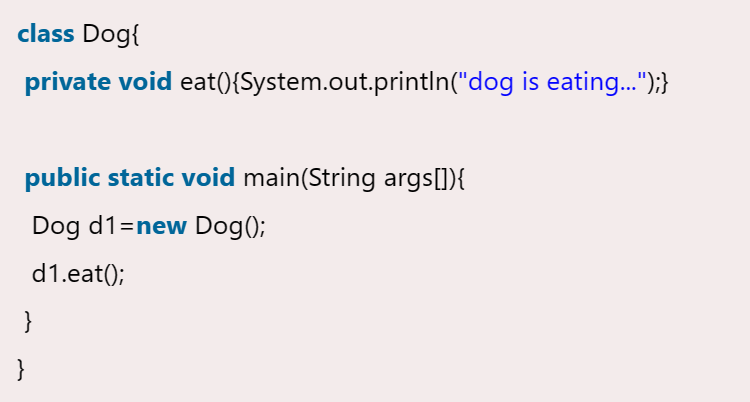 class Dog{
private void eat(){System.out.println("dog is eating...");}
public static void main(String args[]){
Dog d1=new Dog();
d1.eat();
}
}